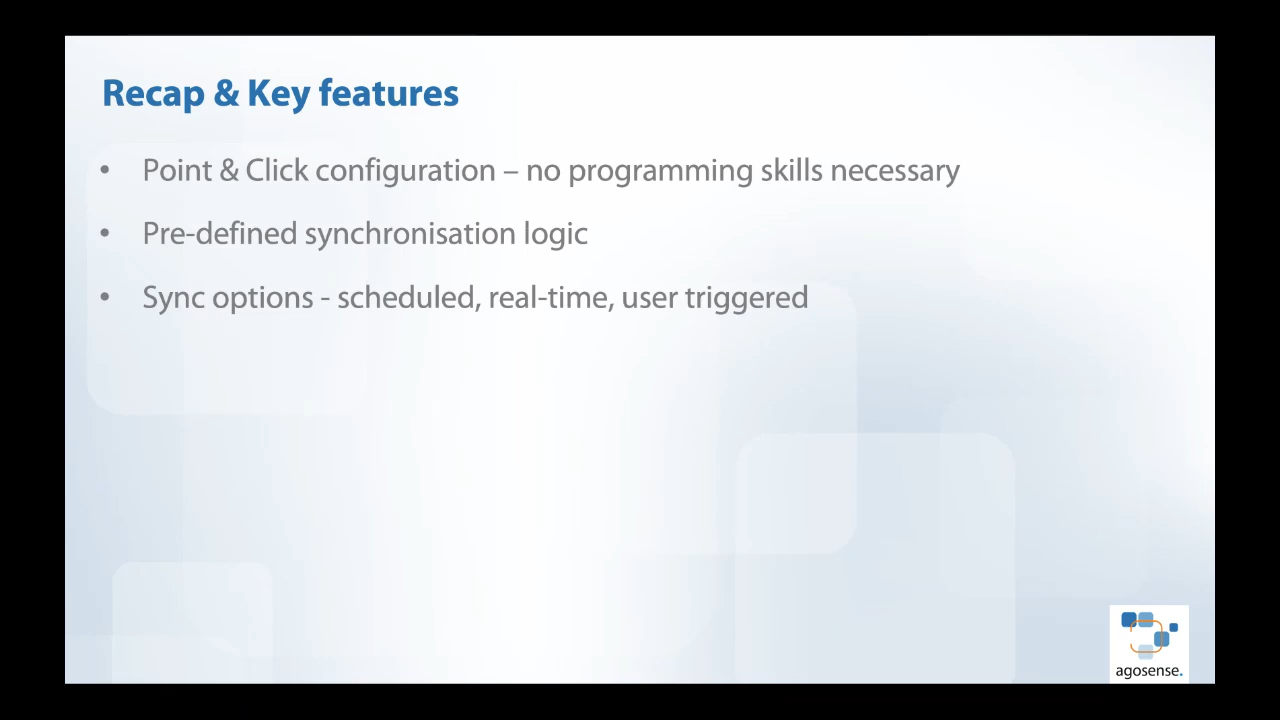 Recap & Key features
• Point & Click configuration – no programming skills necessary
• Pre-defined synchronisation logic
• Sync options - scheduled, real-time, user triggered
agosense.